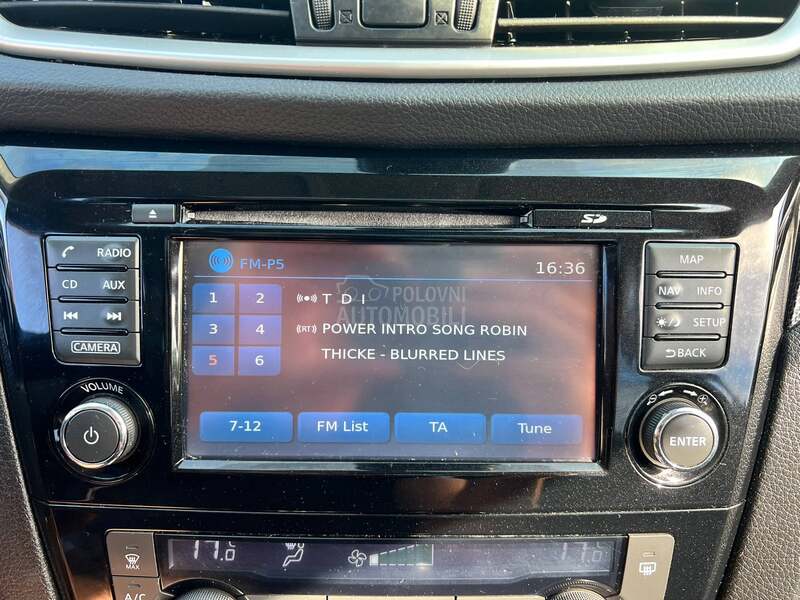 SD
RADIO
CD AUX
CAMERA
VOLUME
FM-P5 16:36
1 2
3 4
5 6
T D I
(RT) POWER INTRO SONG ROBIN
THICKE - BLURRED LINES
POLOVNI
AUTOMOBILI
7-12 FM List TA Tune
MAP
NAV INFO
SETUP
BACK
ENTER
MAX
17.0 17.0
A/C